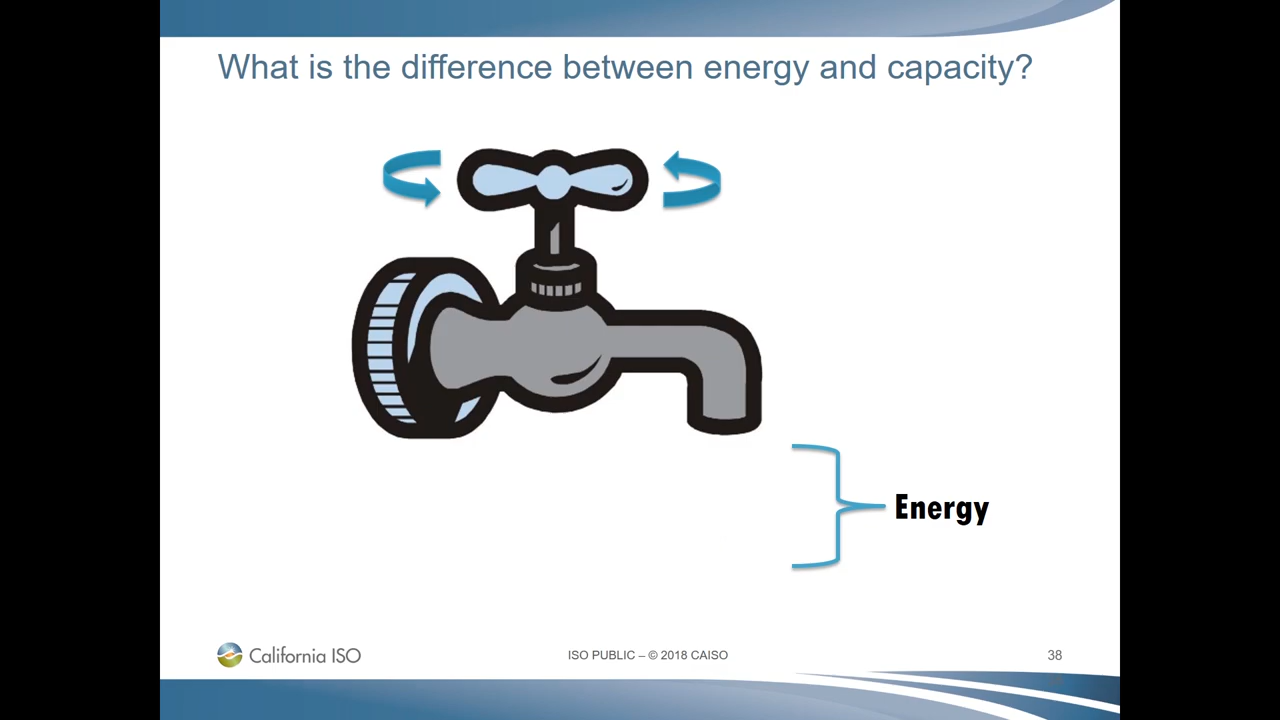 What is the difference between energy and capacity?
Energy
California ISO
ISO PUBLIC – © 2018 CAISO
38